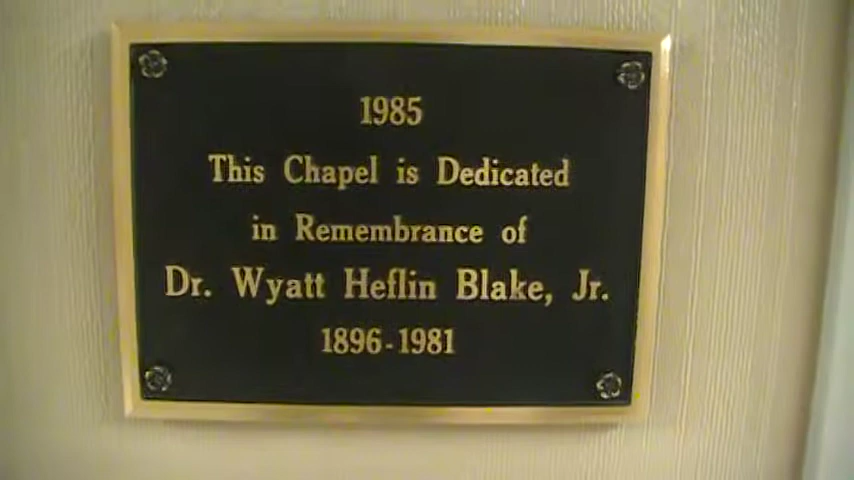 1985
This Chapel is Dedicated
in Remembrance of
Dr. Wyatt Heflin Blake, Jr.
1896-1981